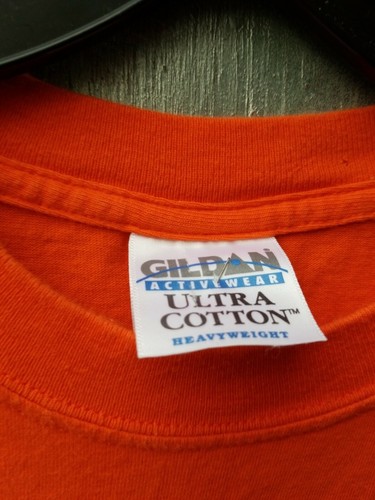 GILDAN
ACTIVEWEAR
ULTRA
COTTON™
HEAVYWEIGHT